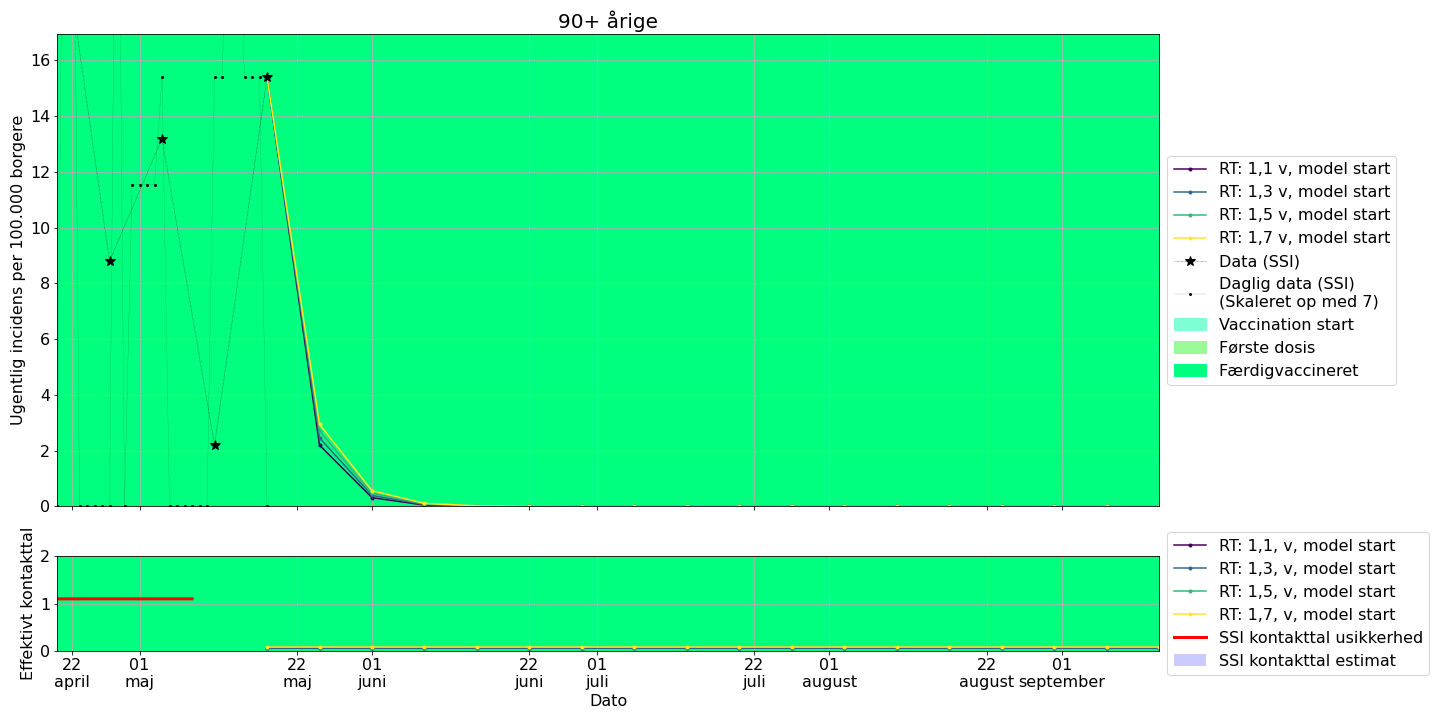 90+ årige
Ugentlig incidens per 100.000 borgere
16
14
12
10
8
6
4
2
0
RT: 1,1 v, model start
RT: 1,3 v, model start
RT: 1,5 v, model start
RT: 1,7 v, model start
Data (SSI)
Daglig data (SSI)
(Skaleret op med 7)
Vaccination start
Første dosis
Færdigvaccineret
Effektivt kontakttal
2
1
0
RT: 1,1, v, model start
RT: 1,3, v, model start
RT: 1,5, v, model start
RT: 1,7, v, model start
SSI kontakttal usikkerhed
SSI kontakttal estimat
22 01 22 01 22 01 22 01 22 01
april maj maj juni juni juli juli august august september
Dato